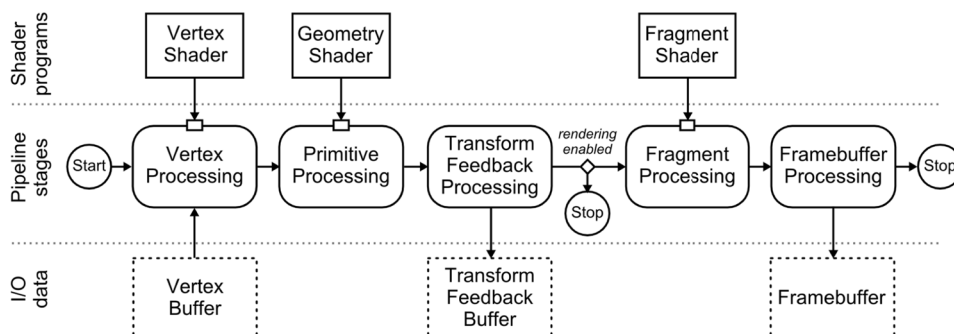 Shader
programs
Vertex
Shader
Geometry
Shader
Fragment
Shader
Pipeline
stages
Start
Vertex
Processing
Primitive
Processing
Transform
Feedback
Processing
rendering
enabled
Stop
Fragment
Processing
Framebuffer
Processing
Stop
I/O
data
Vertex
Buffer
Transform
Feedback
Buffer
Framebuffer